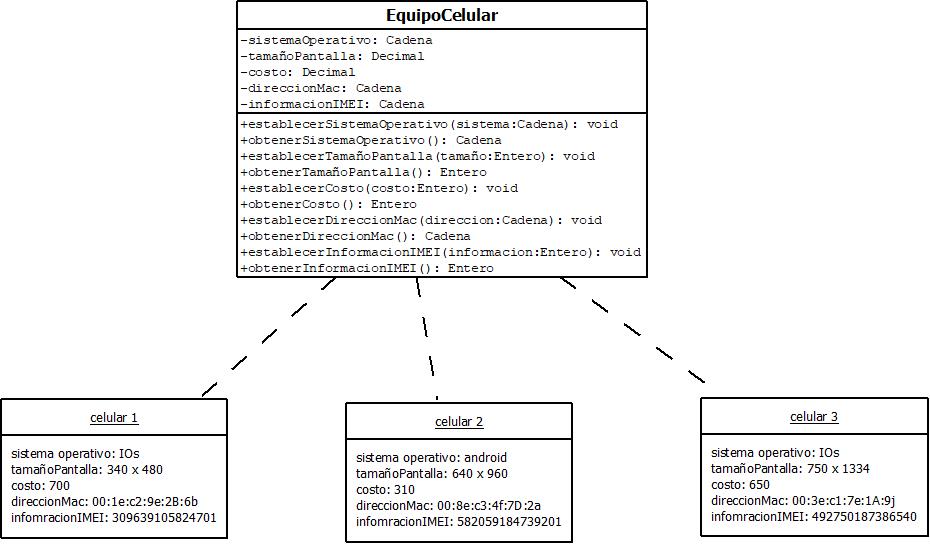 EquipoCelular
-sistemaOperativo: Cadena
-tamañoPantalla: Decimal
-costo: Decimal
-direccionMac: Cadena
-informacionIMEI: Cadena
+establecerSistemaOperativo(sistema:Cadena): void
+obtenerSistemaOperativo(): Cadena
+establecerTamañoPantalla(tamaño:Entero): void
+obtenerTamañoPantalla(): Entero
+establecerCosto(costo:Entero): void
+obtenerCosto(): Entero
+establecerDireccionMac(direccion:Cadena): void
+obtenerDireccionMac(): Cadena
+establecerInformacionIMEI(informacion:Entero): void
+obtenerInformacionIMEI(): Entero
celular 1
sistema operativo: IOs
tamañoPantalla: 340 x 480
costo: 700
direccionMac: 00:1e:c2:9e:2B:6b
infomracionIMEI: 309639105824701
celular 2
sistema operativo: android
tamañoPantalla: 640 x 960
costo: 310
direccionMac: 00:8e:c3:4f:7D:2a
infomracionIMEI: 582059184739201
celular 3
sistema operativo: IOs
tamañoPantalla: 750 x 1334
costo: 650
direccionMac: 00:3e:c1:7e:1A:9j
infomracionIMEI: 492750187386540